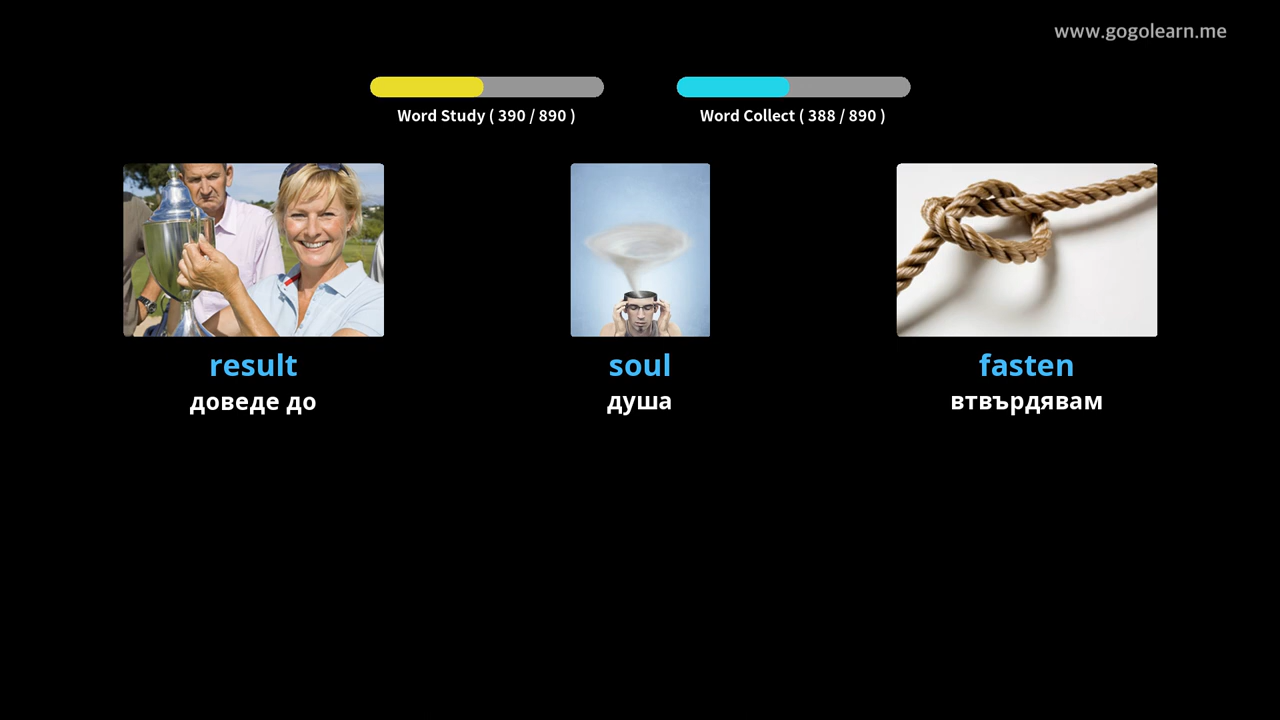 www.gogolearn.me
Word Study ( 390 / 890 )
Word Collect ( 388 / 890 )
result
доведе до
soul
душа
fasten
втвърдявам